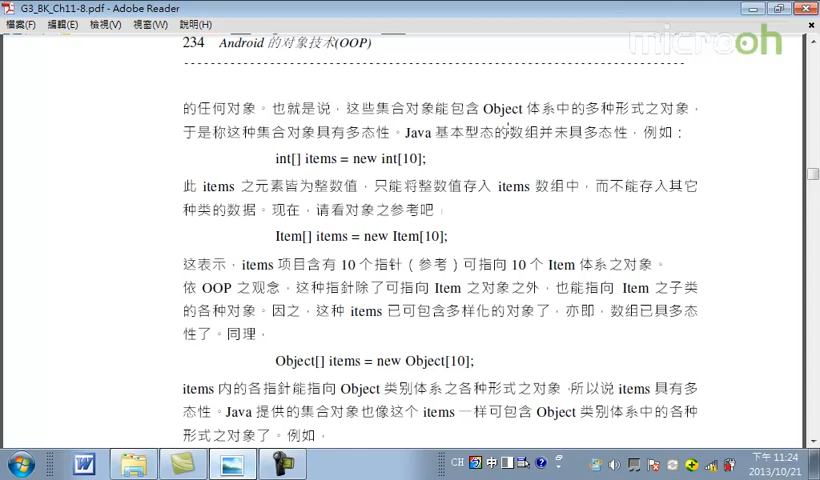 G3_BK_Ch11-8.pdf - Adobe Reader
檔案(F) 編輯(E) 檢視(V) 視窗(W) 說明(H)
microoh
234 Android 的对象技术(OOP)
的任何对象。也就是说，这些集合对象能包含 Object 体系中的多种形式之对象，
于是称这种集合对象具有多态性。Java 基本型态的数组并未具多态性，例如：
int[] items = new int[10];
此 items 之元素皆为整数值，只能将整数值存入 items 数组中，而不能存入其它
种类的数据。现在，请看对象之参考吧！
Item[] items = new Item[10];
这表示，items 项目含有 10 个指针（参考）可指向 10 个 Item 体系之对象。
依 OOP 之观念，这种指针除了可指向 Item 之对象之外，也能指向 Item 之子类
的各种对象。因之，这种 items 已可包含多样化的对象了，亦即，数组已具多态
性了。同理，
Object[] items = new Object[10];
items 内的各指针能指向 Object 类别体系之各种形式之对象，所以说 items 具有多
态性。Java 提供的集合对象也像这个 items 一样可包含 Object 类别体系中的各种
形式之对象了。例如，
CH 中
下午 11:24
2013/10/21